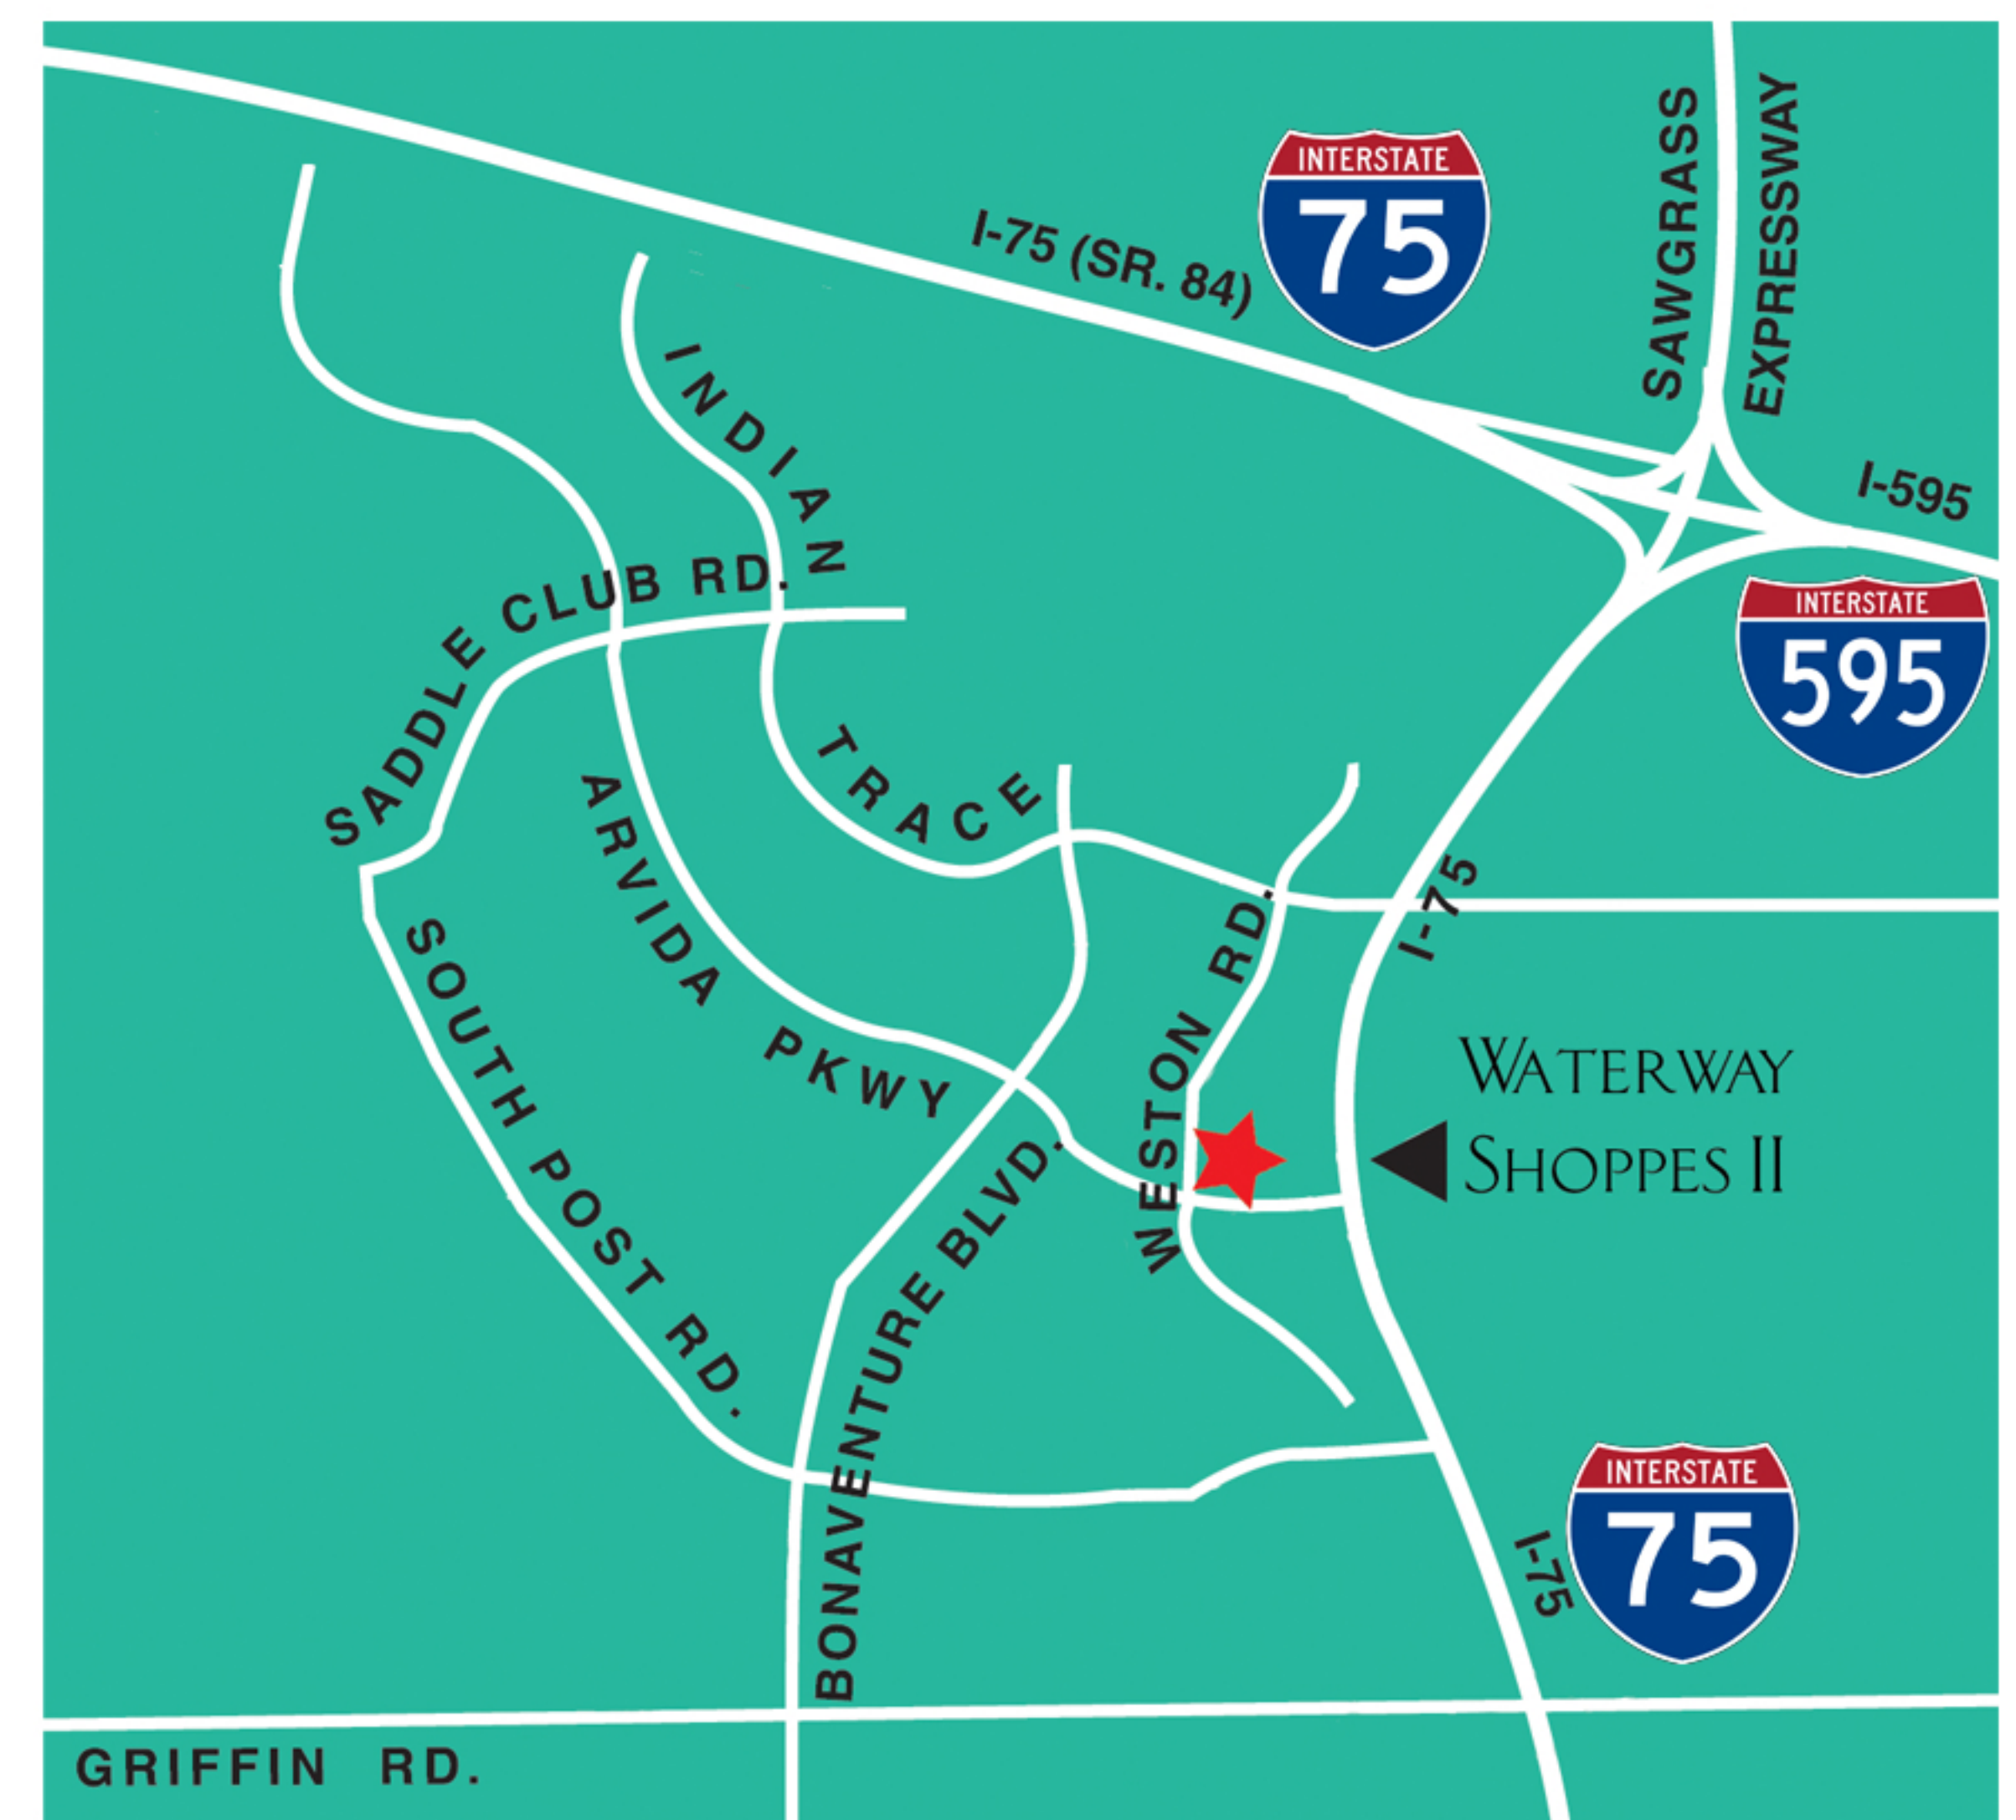 INTERSTATE
75
I-75 (SR. 84)
SAWGRASS
EXPRESSWAY
I-595
INTERSTATE
595
INDIAN
TRACE
SADDLE CLUB RD.
ARVIDA PKWY
SOUTH POST RD.
WESTON RD.
I-75
WATERWAY
SHOPPES II
BONAVENTURE BLVD.
I-75
INTERSTATE
75
GRIFFIN RD.